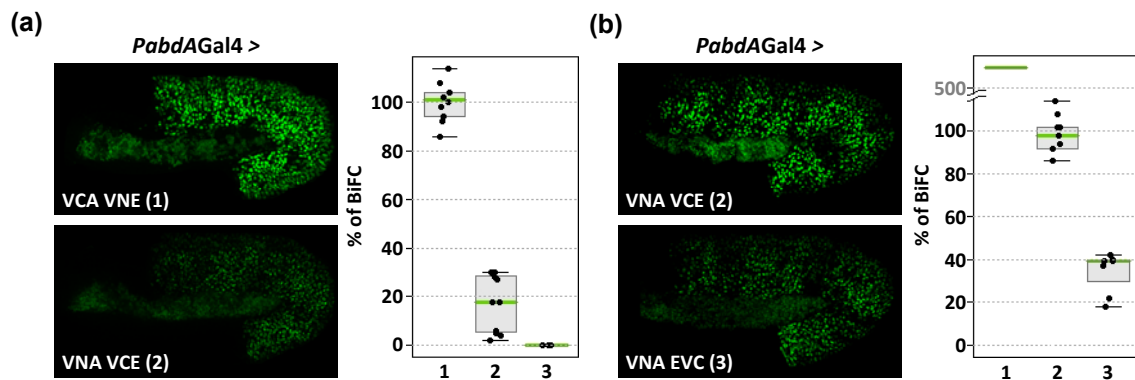 (a)
PabdAGal4 >
VCA VNE (1)
VNA VCE (2)
% of BiFC
100
80
60
40
20
0
1 2 3
(b)
PabdAGal4 >
VNA VCE (2)
VNA EVC (3)
% of BiFC
500
100
80
60
40
20
0
1 2 3